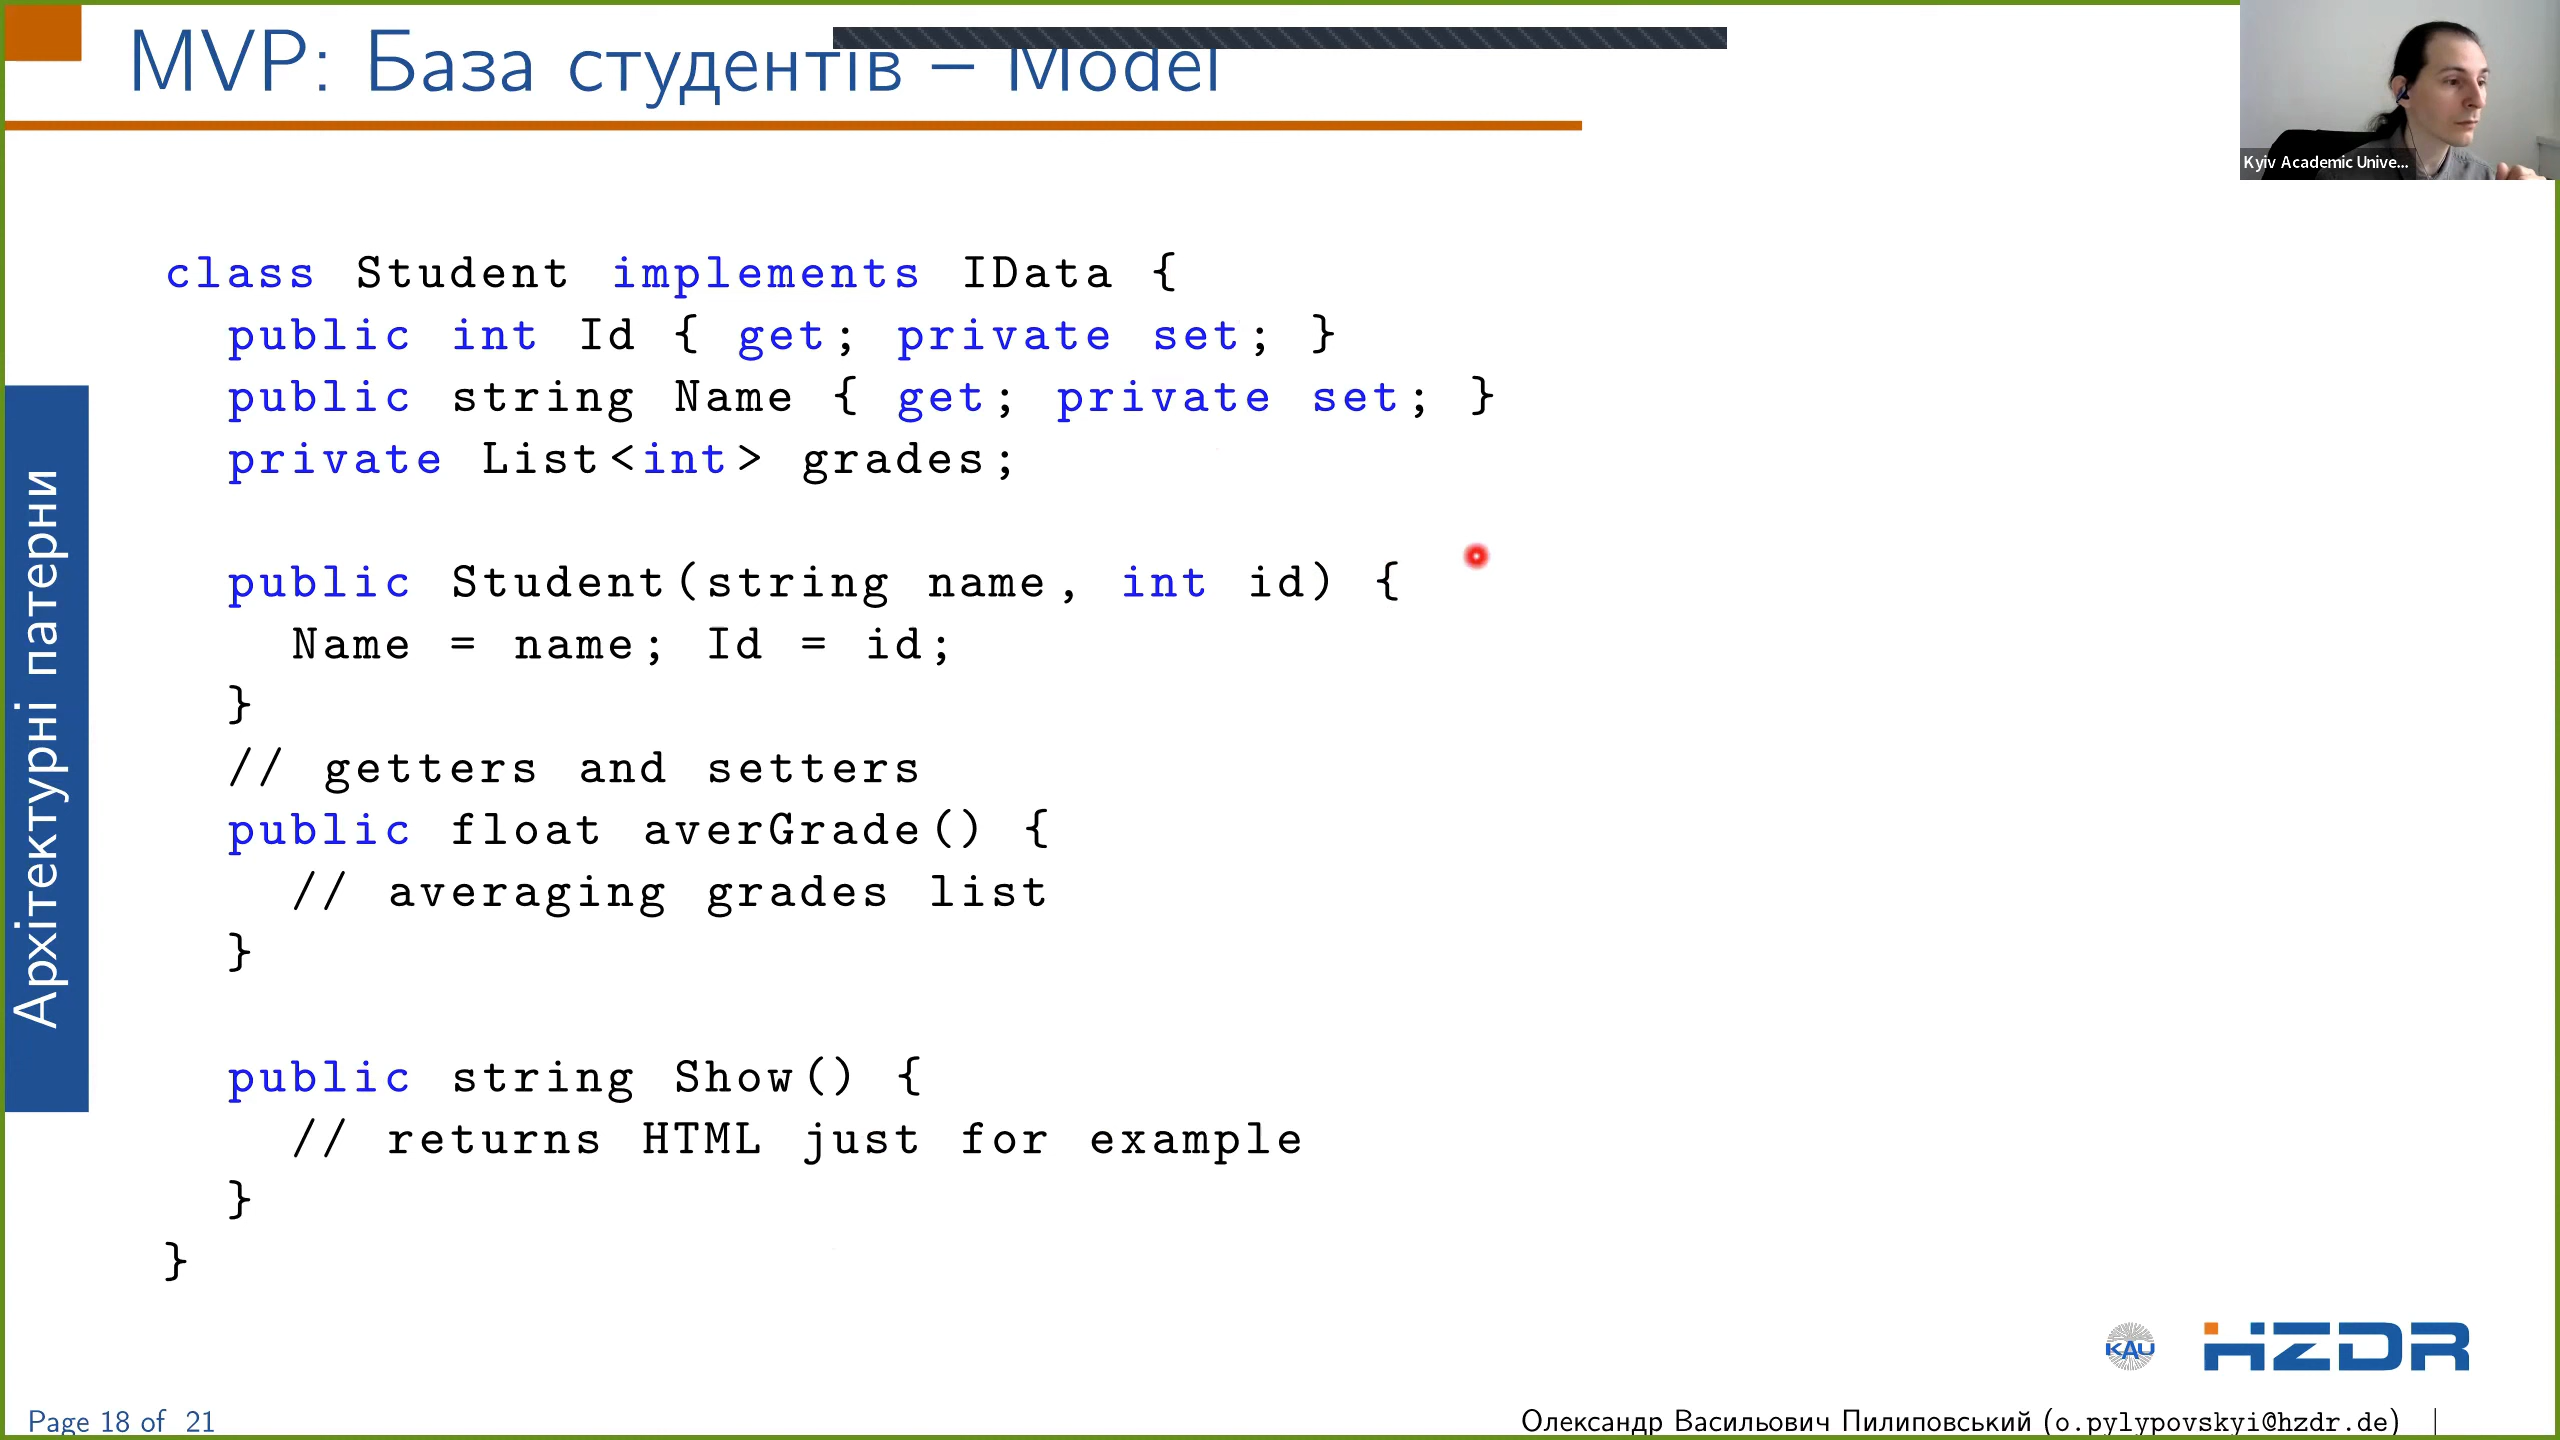 MVP: База студентів – Model
Kyiv Academic Unive...
class Student implements IData {
public int Id { get; private set; }
public string Name { get; private set; }
private List<int> grades;
public Student(string name, int id) {
Name = name; Id = id;
}
// getters and setters
public float averGrade() {
// averaging grades list
}
public string Show() {
// returns HTML just for example
}
}
Архітектурні патерни
KAU
HZDR
Page 18 of 21
Олександр Васильович Пилиповський (o.pylypovskyi@hzdr.de) |